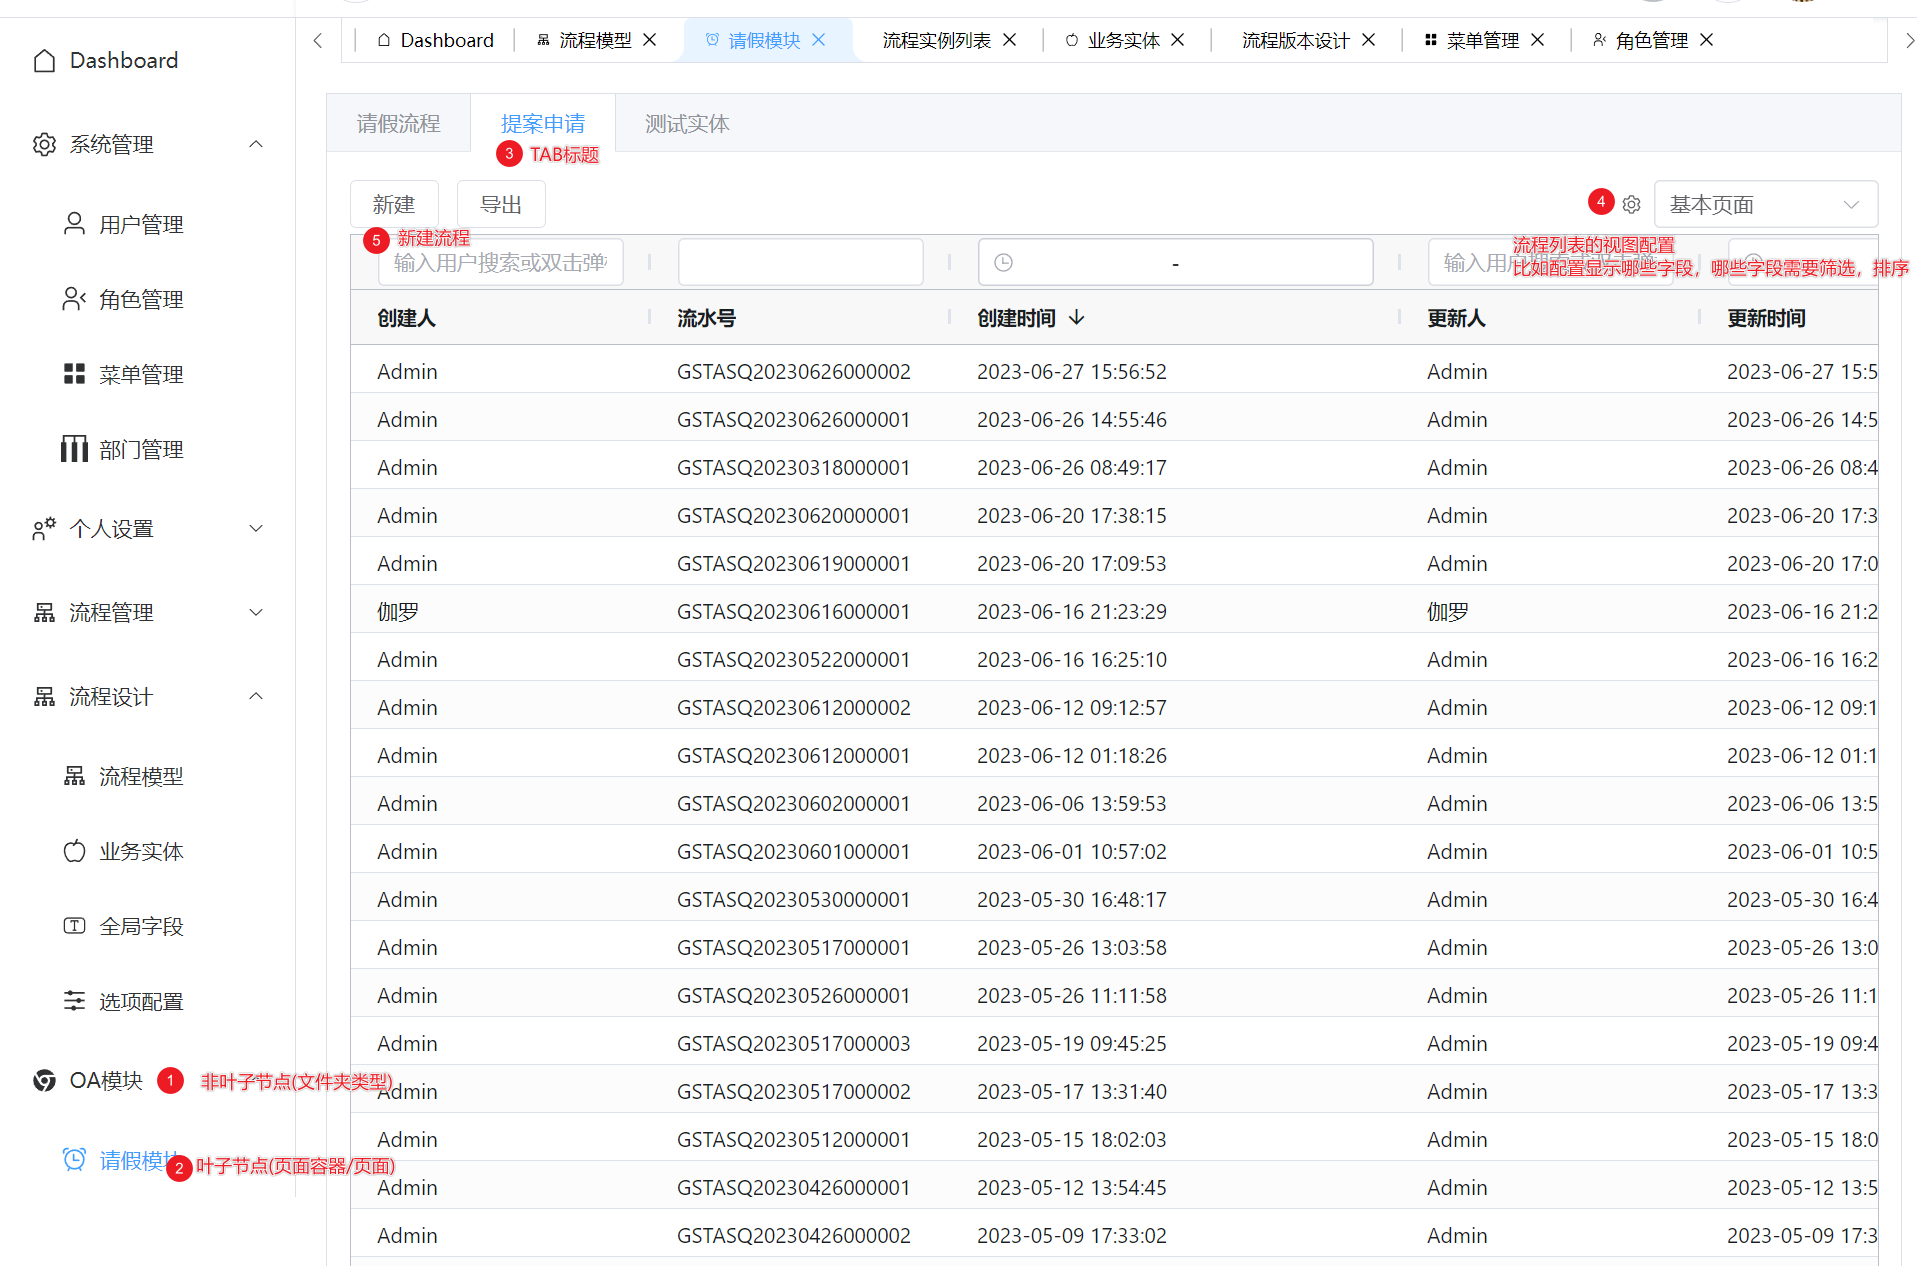 Dashboard
系统管理
用户管理
角色管理
菜单管理
部门管理
个人设置
流程管理
流程设计
流程模型
业务实体
全局字段
选项配置
OA模块 1 非叶子节点(文件夹类型)
请假模块 2 叶子节点(页面容器/页面)
Dashboard 流程模型 请假模块 流程实例列表 业务实体 流程版本设计 菜单管理 角色管理
请假流程 提案申请 测试实体
3 TAB标题
新建 导出 4 基本页面
5 新建流程
流程列表的视图配置
比如配置显示哪些字段，哪些字段需要筛选，排序
输入用户搜索或双击弹 - 输入用户搜索或双击弹
创建人 流水号 创建时间 更新人 更新时间
Admin GSTASQ20230626000002 2023-06-27 15:56:52 Admin 2023-06-27 15:5
Admin GSTASQ20230626000001 2023-06-26 14:55:46 Admin 2023-06-26 14:5
Admin GSTASQ20230318000001 2023-06-26 08:49:17 Admin 2023-06-26 08:4
Admin GSTASQ20230620000001 2023-06-20 17:38:15 Admin 2023-06-20 17:3
Admin GSTASQ20230619000001 2023-06-20 17:09:53 Admin 2023-06-20 17:0
伽罗 GSTASQ20230616000001 2023-06-16 21:23:29 伽罗 2023-06-16 21:2
Admin GSTASQ20230522000001 2023-06-16 16:25:10 Admin 2023-06-16 16:2
Admin GSTASQ20230612000002 2023-06-12 09:12:57 Admin 2023-06-12 09:1
Admin GSTASQ20230612000001 2023-06-12 01:18:26 Admin 2023-06-12 01:1
Admin GSTASQ20230602000001 2023-06-06 13:59:53 Admin 2023-06-06 13:5
Admin GSTASQ20230601000001 2023-06-01 10:57:02 Admin 2023-06-01 10:5
Admin GSTASQ20230530000001 2023-05-30 16:48:17 Admin 2023-05-30 16:4
Admin GSTASQ20230517000001 2023-05-26 13:03:58 Admin 2023-05-26 13:0
Admin GSTASQ20230526000001 2023-05-26 11:11:58 Admin 2023-05-26 11:1
Admin GSTASQ20230517000003 2023-05-19 09:45:25 Admin 2023-05-19 09:4
Admin GSTASQ20230517000002 2023-05-17 13:31:40 Admin 2023-05-17 13:3
Admin GSTASQ20230512000001 2023-05-15 18:02:03 Admin 2023-05-15 18:0
Admin GSTASQ20230426000001 2023-05-12 13:54:45 Admin 2023-05-12 13:5
Admin GSTASQ20230426000002 2023-05-09 17:33:02 Admin 2023-05-09 17:3